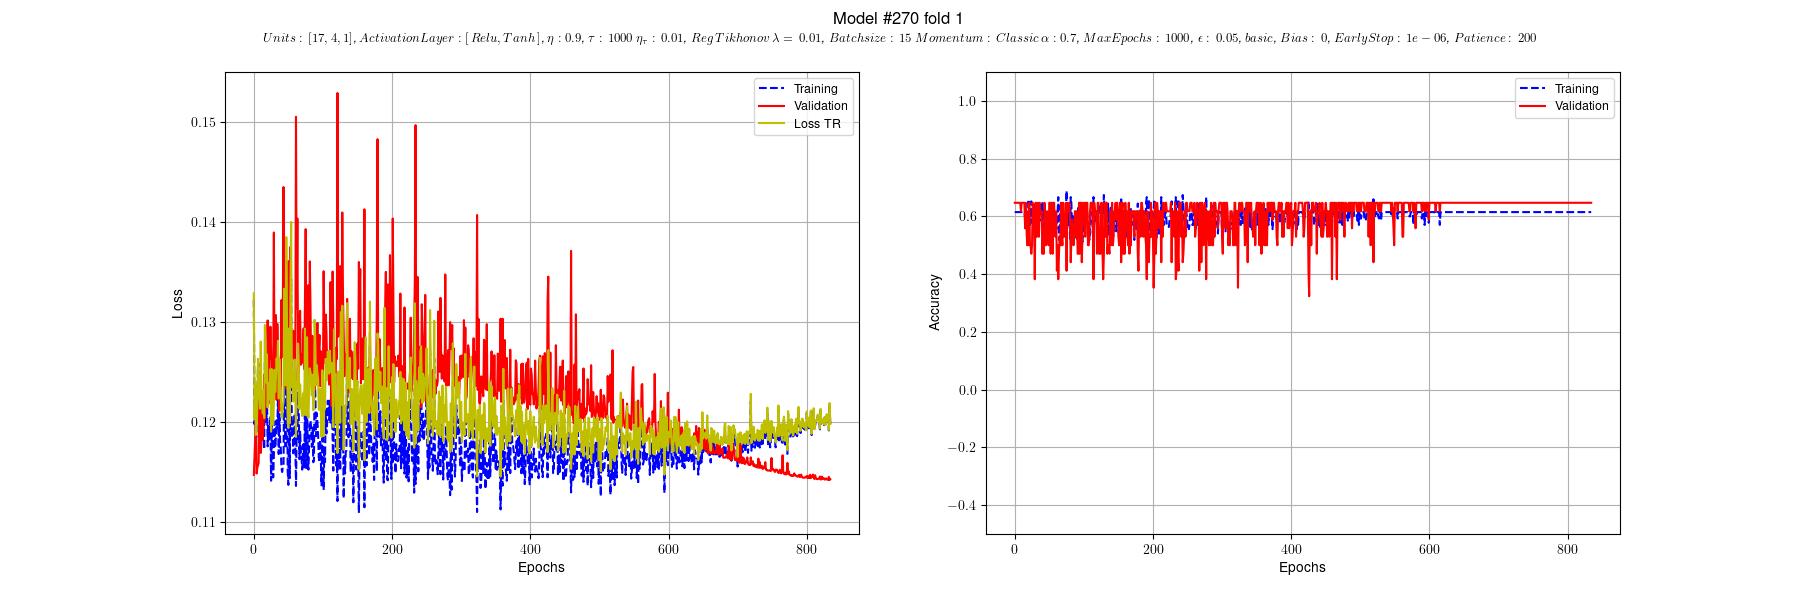 Model #270 fold 1
Units : [17, 4, 1], ActivationLayer : [ Relu, Tanh], η : 0.9, τ : 1000 η_τ : 0.01, RegTikhonov λ = 0.01, Batchsize : 15 Momentum : Classic α : 0.7, MaxEpochs : 1000, ϵ : 0.05, basic, Bias : 0, EarlyStop : 1e − 06, Patience : 200
Training
Validation
Loss TR
0.15
0.14
0.13
0.12
0.11
Loss
0 200 400 600 800
Epochs
Training
Validation
1.0
0.8
0.6
0.4
0.2
0.0
−0.2
−0.4
Accuracy
0 200 400 600 800
Epochs